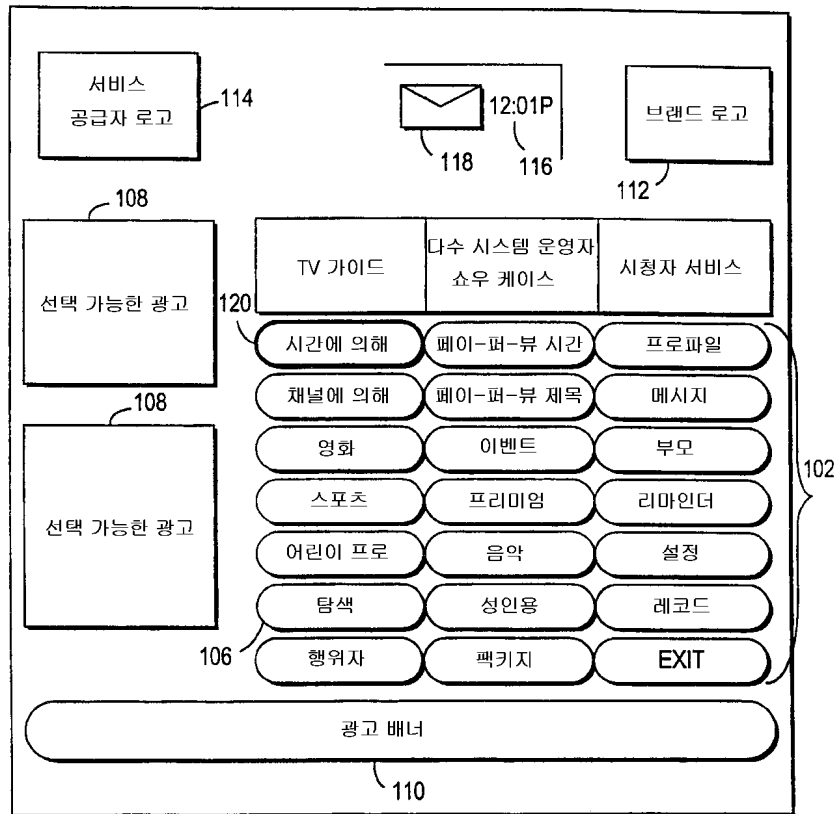 서비스
공급자 로고
114
118
12:01P
116
브랜드 로고
112
108
선택 가능한 광고
108
선택 가능한 광고
TV 가이드
다수 시스템 운영자
쇼우 케이스
시청자 서비스
120
시간에 의해
페이-퍼-뷰 시간
프로파일
채널에 의해
페이-퍼-뷰 제목
메시지
영화
이벤트
부모
102
스포츠
프리미엄
리마인더
어린이 프로
음악
설정
탐색
성인용
레코드
106
행위자
팩키지
EXIT
광고 배너
110